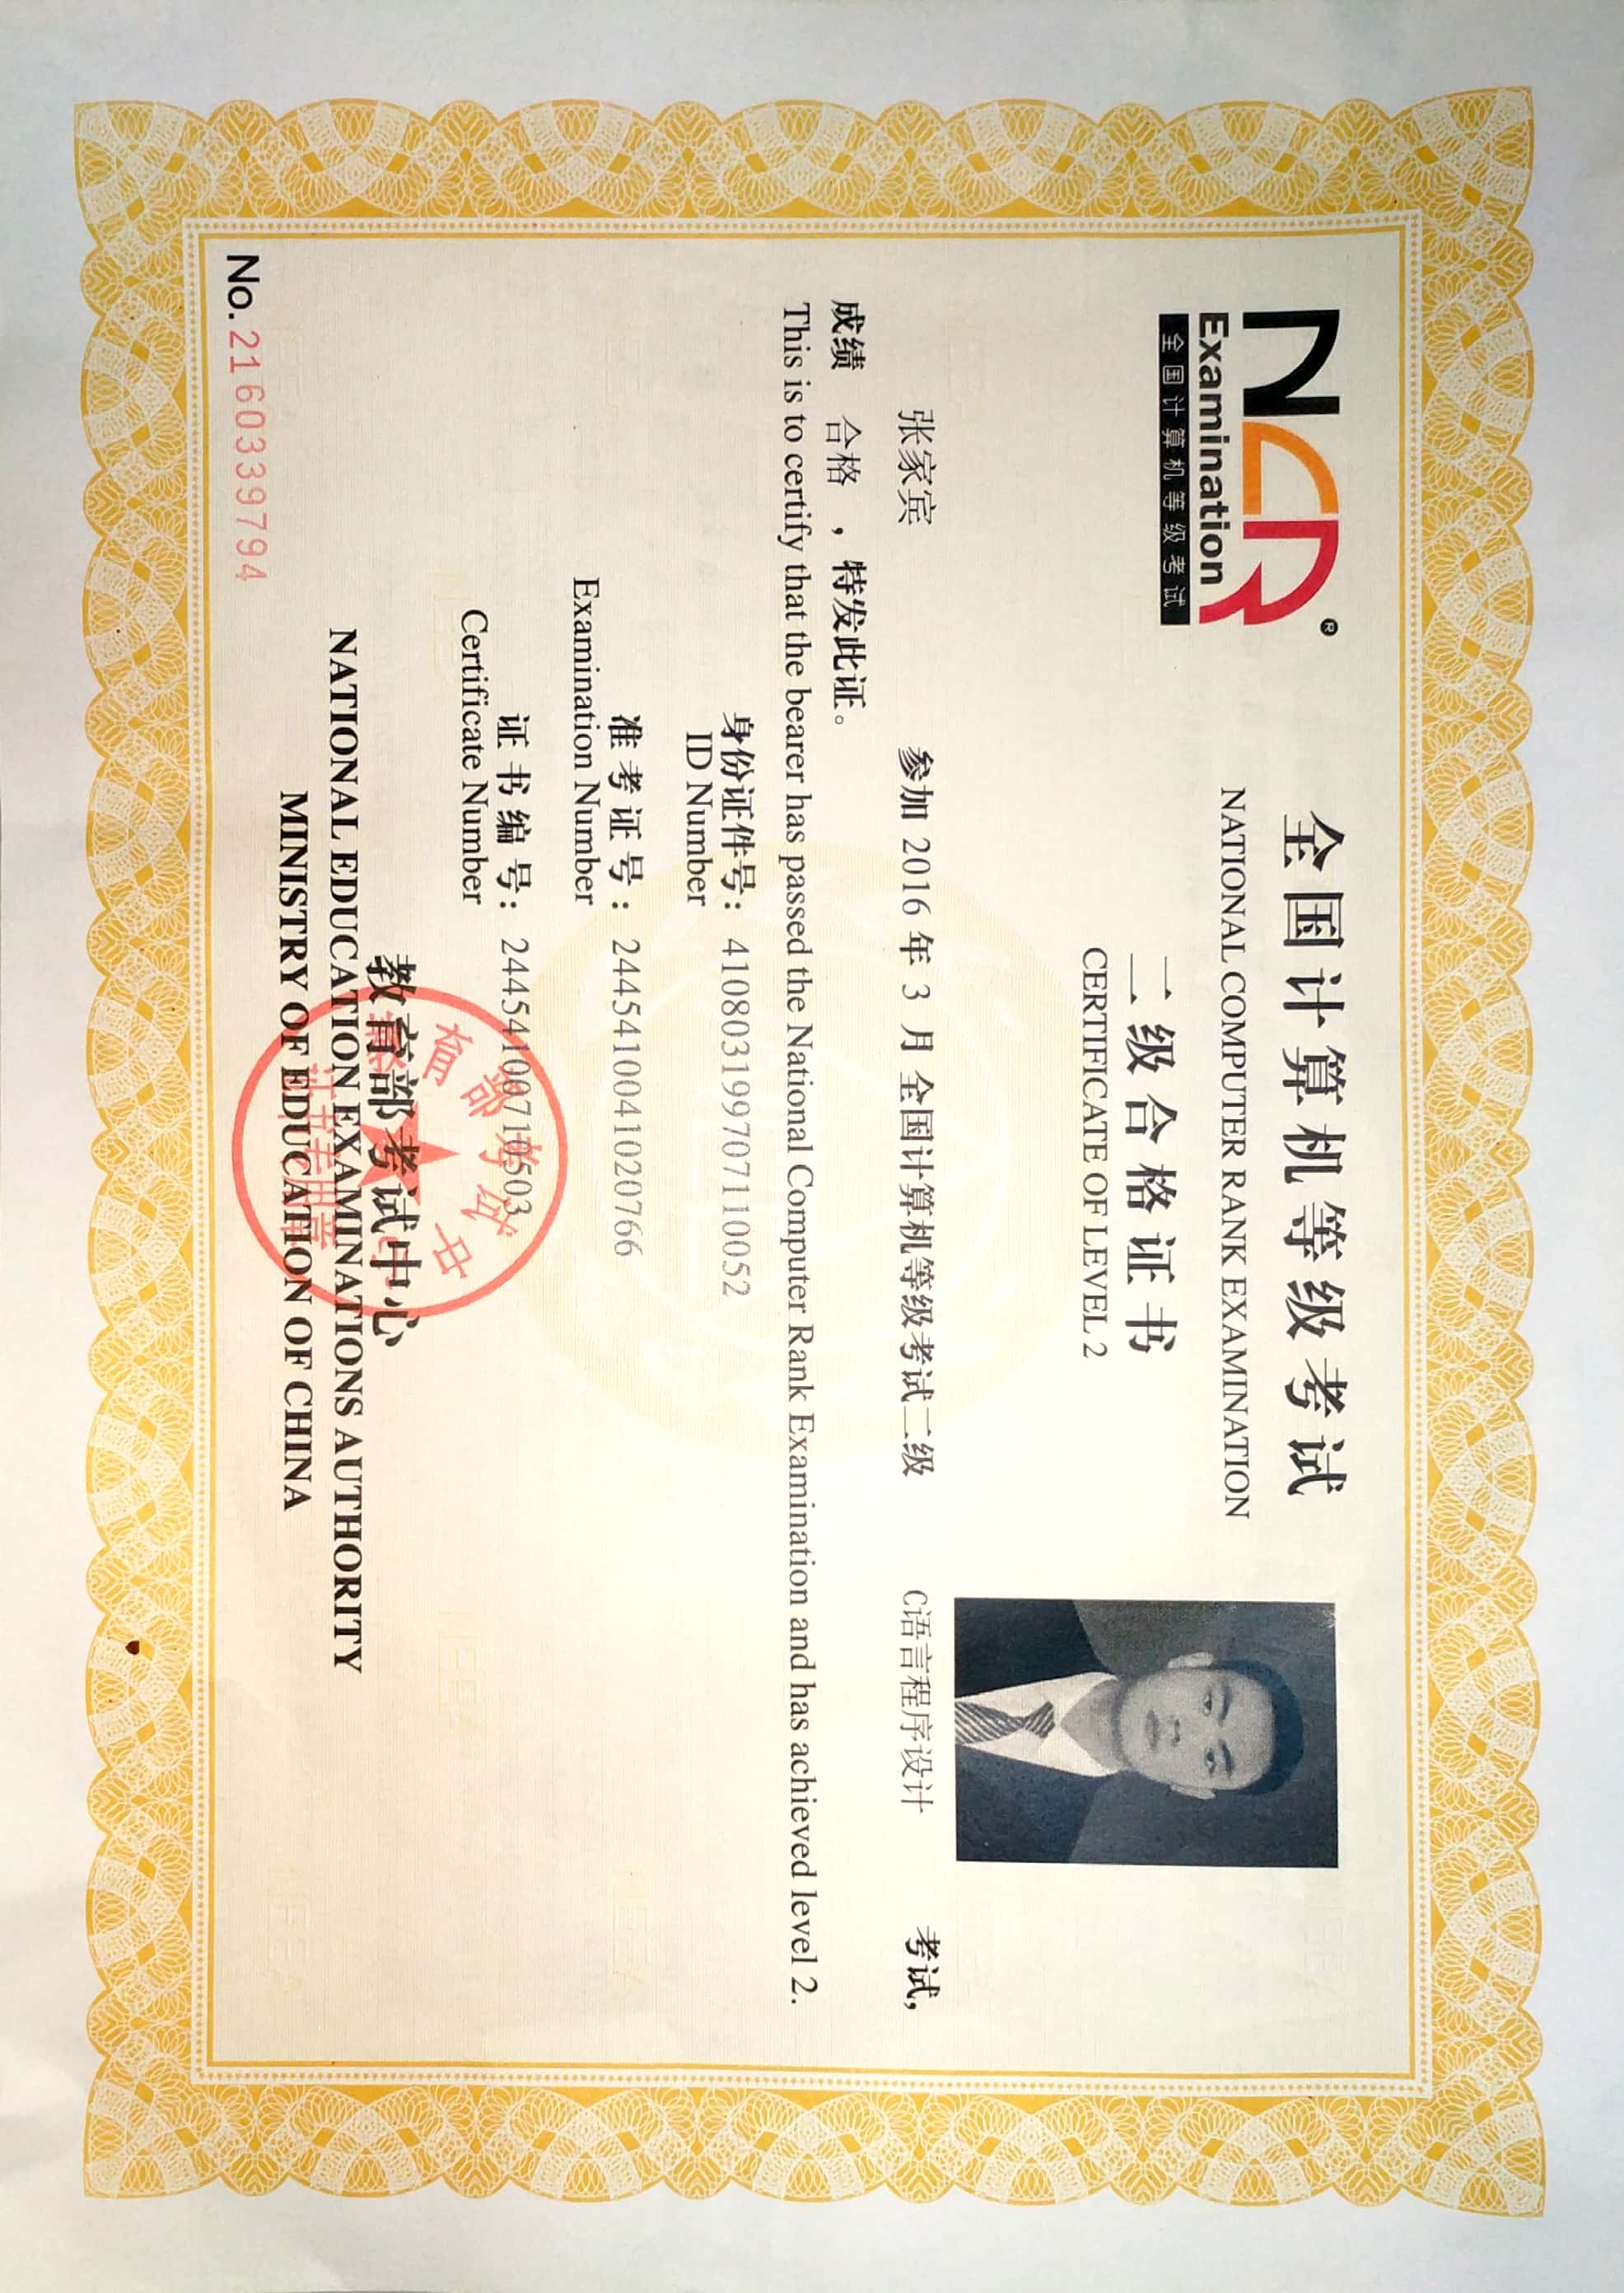 NCR®
Examination
全国计算机等级考试
全国计算机等级考试
NATIONAL COMPUTER RANK EXAMINATION
二级合格证书
CERTIFICATE OF LEVEL 2
张家宾 参加 2016 年 3 月 全国计算机等级考试二级 C语言程序设计 考试,
成绩 合格 ，特发此证。
This is to certify that the bearer has passed the National Computer Rank Examination and has achieved level 2.
身份证件号: 410803199707110052
ID Number
准考证号: 2445410041020766
Examination Number
证书编号: 24454100710503
Certificate Number
教育部考试中心
NATIONAL EDUCATION EXAMINATIONS AUTHORITY
MINISTRY OF EDUCATION OF CHINA
教育部考试中心
证书专用章
No. 2160339794